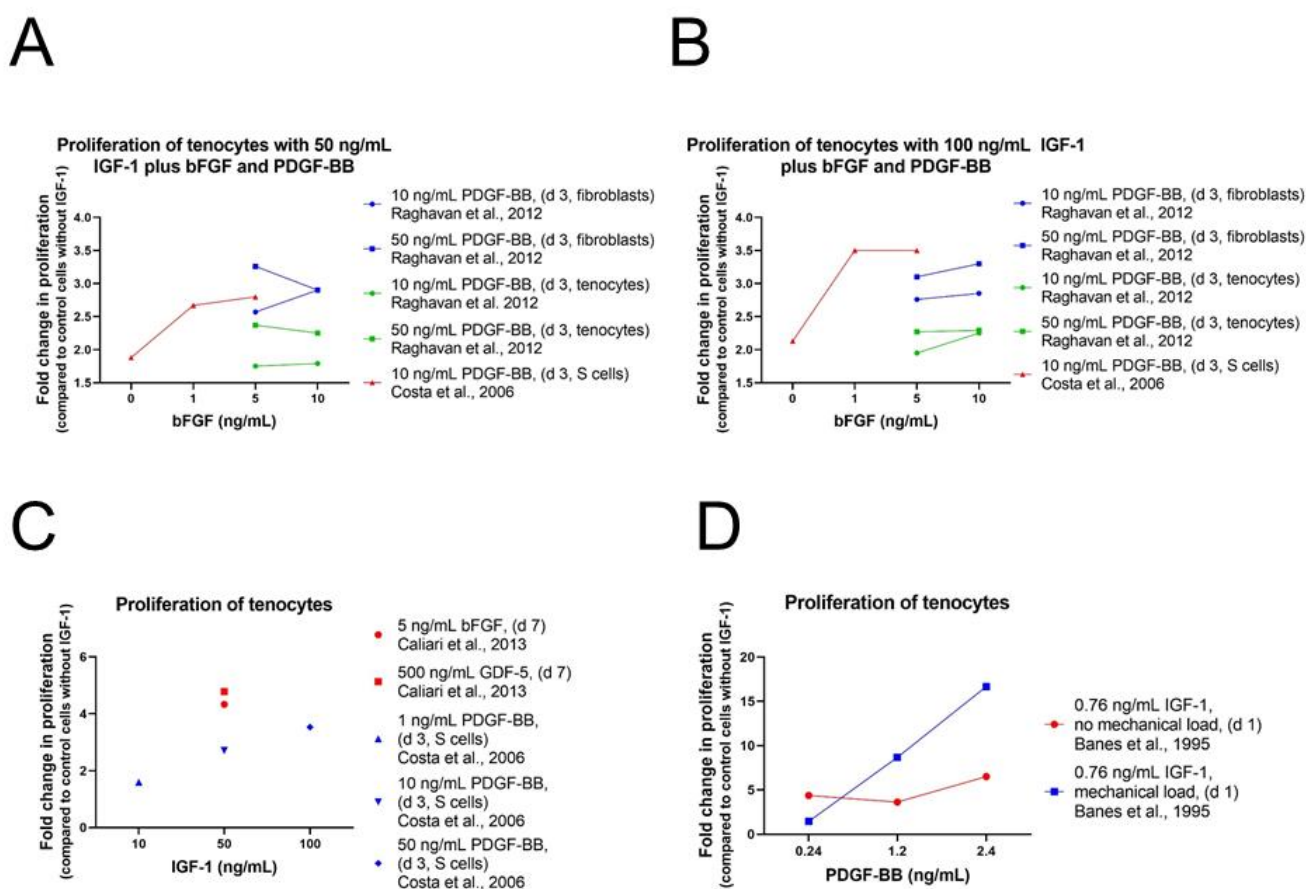 A
Proliferation of tenocytes with 50 ng/mL
IGF-1 plus bFGF and PDGF-BB
Fold change in proliferation
(compared to control cells without IGF-1)
4.0
3.5
3.0
2.5
2.0
1.5
0 1 5 10
bFGF (ng/mL)
10 ng/mL PDGF-BB, (d 3, fibroblasts)
Raghavan et al., 2012
50 ng/mL PDGF-BB, (d 3, fibroblasts)
Raghavan et al., 2012
10 ng/mL PDGF-BB, (d 3, tenocytes)
Raghavan et al. 2012
50 ng/mL PDGF-BB, (d 3, tenocytes)
Raghavan et al., 2012
10 ng/mL PDGF-BB, (d 3, S cells)
Costa et al., 2006
B
Proliferation of tenocytes with 100 ng/mL IGF-1
plus bFGF and PDGF-BB
Fold change in proliferation
(compared to control cells without IGF-1)
4.0
3.5
3.0
2.5
2.0
1.5
0 1 5 10
bFGF (ng/mL)
10 ng/mL PDGF-BB, (d 3, fibroblasts)
Raghavan et al., 2012
50 ng/mL PDGF-BB, (d 3, fibroblasts)
Raghavan et al., 2012
10 ng/mL PDGF-BB, (d 3, tenocytes)
Raghavan et al., 2012
50 ng/mL PDGF-BB, (d 3, tenocytes)
Raghavan et al., 2012
10 ng/mL PDGF-BB, (d 3, S cells)
Costa et al., 2006
C
Proliferation of tenocytes
Fold change in proliferation
(compared to control cells without IGF-1)
6
4
2
0
10 50 100
IGF-1 (ng/mL)
5 ng/mL bFGF, (d 7)
Caliari et al., 2013
500 ng/mL GDF-5, (d 7)
Caliari et al., 2013
1 ng/mL PDGF-BB,
(d 3, S cells)
Costa et al., 2006
10 ng/mL PDGF-BB,
(d 3, S cells)
Costa et al., 2006
50 ng/mL PDGF-BB,
(d 3, S cells)
Costa et al., 2006
D
Proliferation of tenocytes
Fold change in proliferation
(compared to control cells without IGF-1)
20
15
10
5
0
0.24 1.2 2.4
PDGF-BB (ng/mL)
0.76 ng/mL IGF-1,
no mechanical load, (d 1)
Banes et al., 1995
0.76 ng/mL IGF-1,
mechanical load, (d 1)
Banes et al., 1995